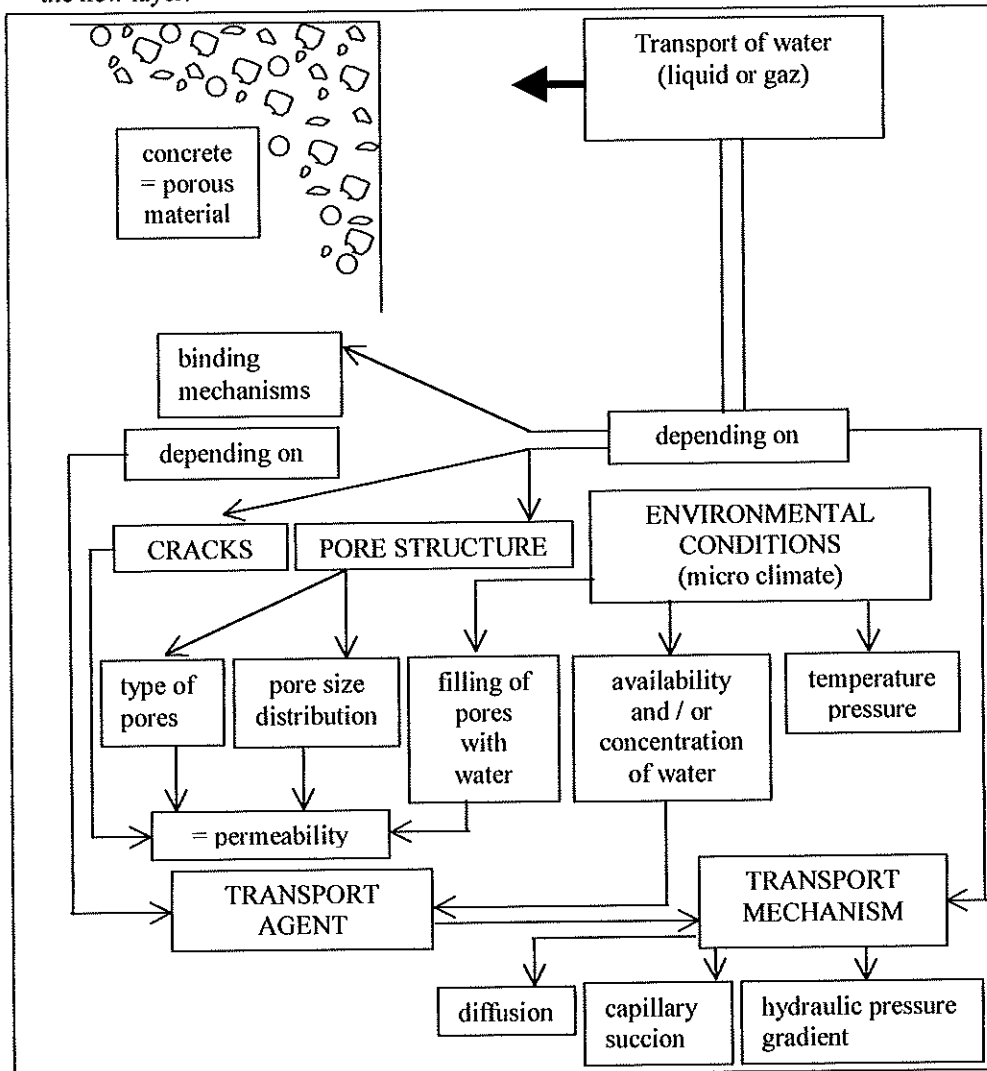 the new layer.
Transport of water
(liquid or gaz)
concrete
= porous
material
binding
mechanisms
depending on
depending on
CRACKS
PORE STRUCTURE
ENVIRONMENTAL
CONDITIONS
(micro climate)
type of
pores
pore size
distribution
filling of
pores
with
water
availability
and / or
concentration
of water
temperature
pressure
= permeability
TRANSPORT
AGENT
TRANSPORT
MECHANISM
diffusion
capillary
succion
hydraulic pressure
gradient